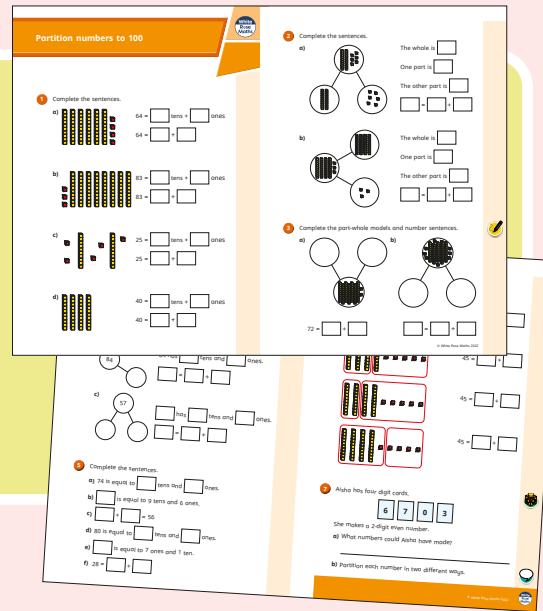 Partition numbers to 100
White
Rose
Maths
1 Complete the sentences.
a)
64 = tens + ones
64 = +
b)
83 = tens + ones
83 = +
c)
25 = tens + ones
25 = +
d)
40 = tens + ones
40 = +
2 Complete the sentences.
a)
The whole is
One part is
The other part is
= +
b)
The whole is
One part is
The other part is
= +
3 Complete the part-whole models and number sentences.
a) b)
72 = + = +
© White Rose Maths 2022
84
tens and ones.
= +
c)
57
has tens and ones.
= +
5 Complete the sentences.
a) 74 is equal to tens and ones.
b) is equal to 9 tens and 6 ones.
c) + = 56
d) 80 is equal to tens and ones.
e) is equal to 7 ones and 1 ten.
f) 28 = +
45 = +
45 = +
45 = +
7 Aisha has four digit cards.
6 7 0 3
She makes a 2-digit even number.
a) What numbers could Aisha have made?
b) Partition each number in two different ways.
© White Rose Maths 2022